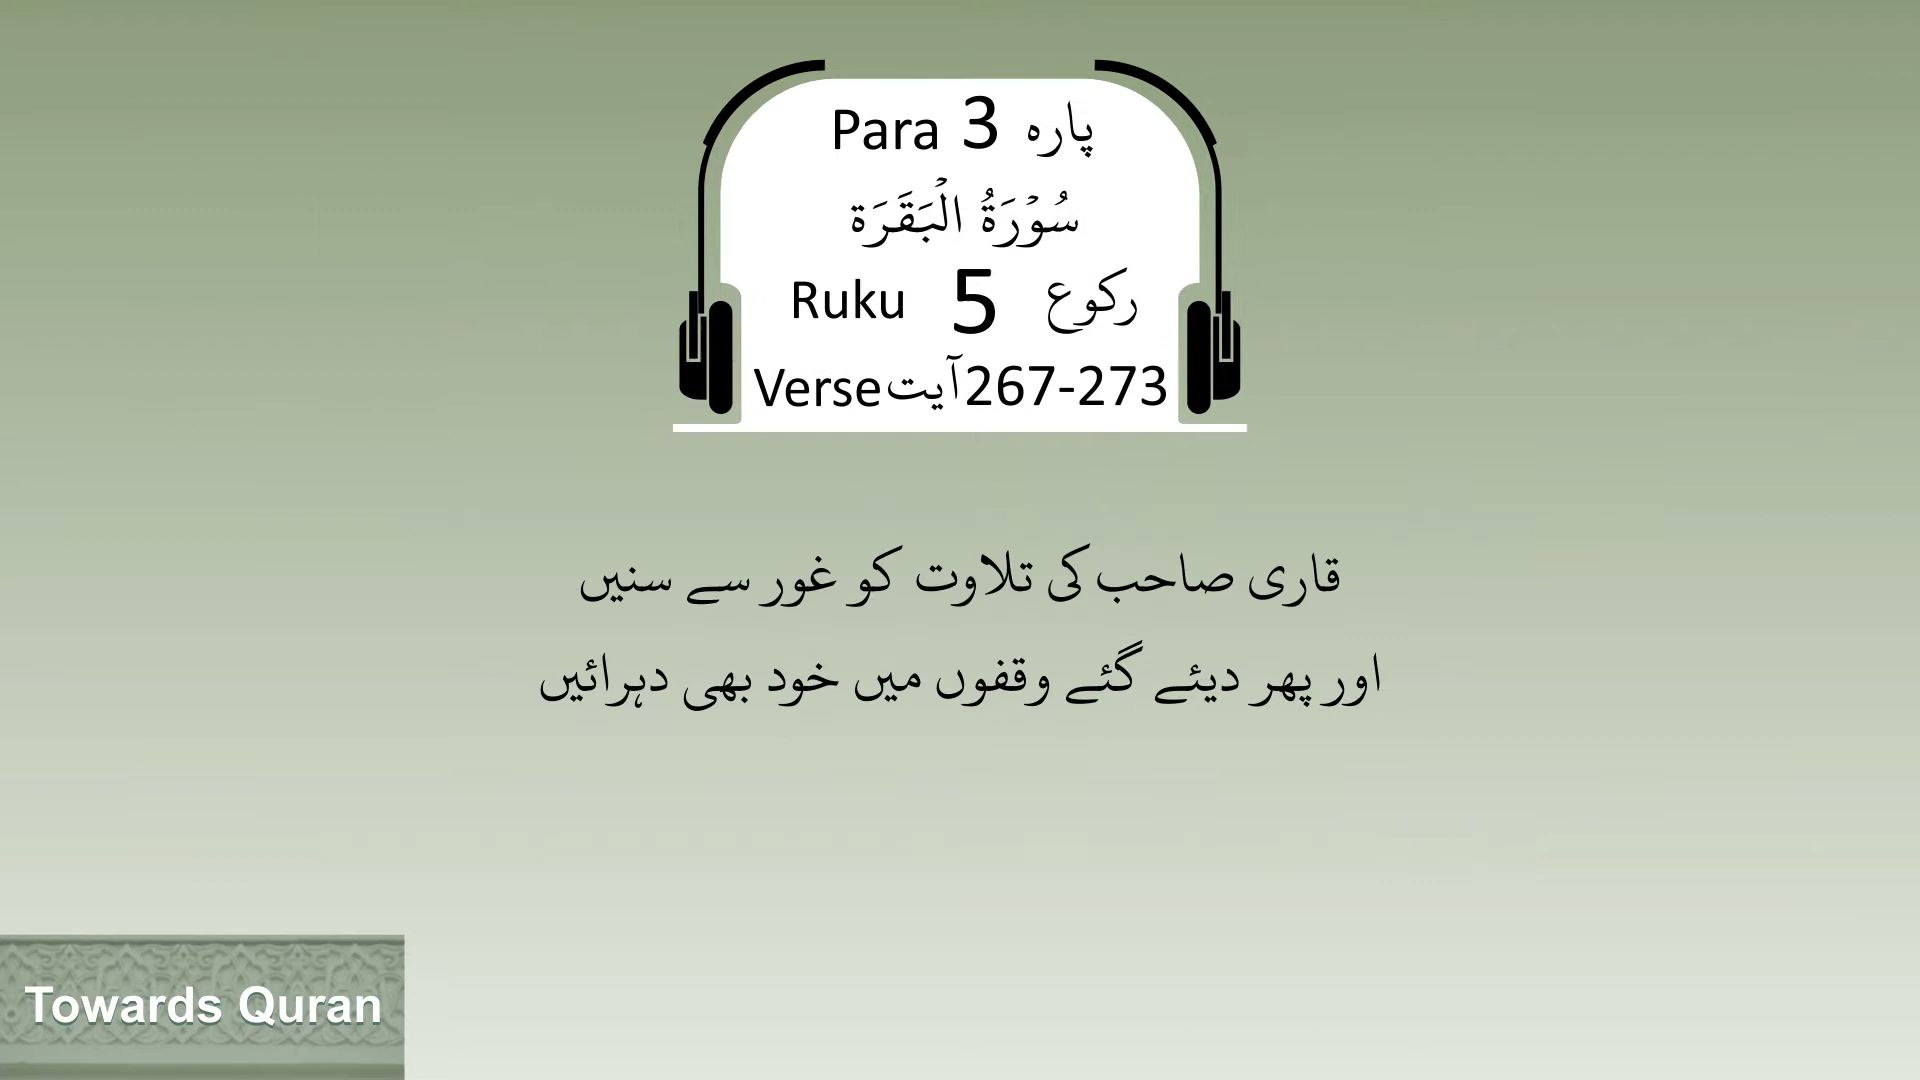 Para 3 پارہ
سُوۡرَةُ الۡبَقَرَة
Ruku 5 رکوع
Verse آیت 267-273
قاری صاحب کی تلاوت کو غور سے سنیں
اور پھر دیئے گئے وقفوں میں خود بھی دہرائیں
Towards Quran